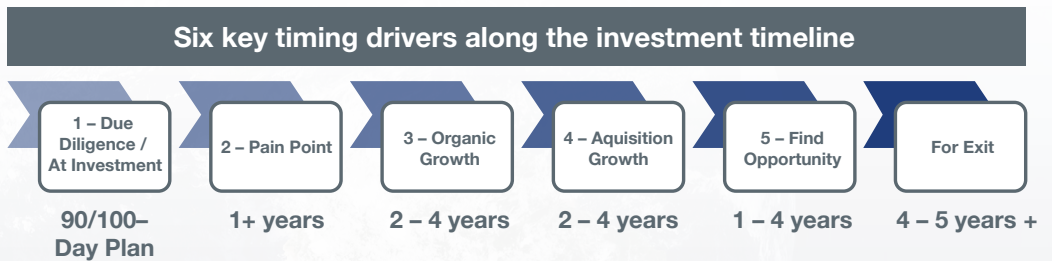 Six key timing drivers along the investment timeline
1 – Due
Diligence /
At Investment
2 – Pain Point
3 – Organic
Growth
4 – Aquisition
Growth
5 – Find
Opportunity
For Exit
90/100–
Day Plan
1+ years
2 – 4 years
2 – 4 years
1 – 4 years
4 – 5 years +